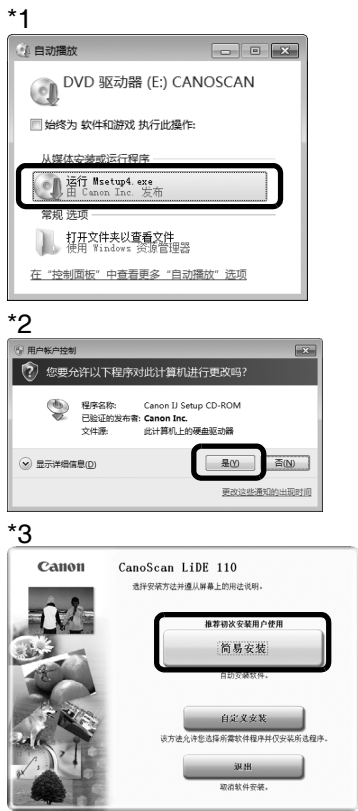 *1
自动播放
DVD 驱动器 (E:) CANOSCAN
始终为 软件和游戏 执行此操作:
从媒体安装或运行程序
运行 Msetup4.exe
由 Canon Inc. 发布
常规 选项
打开文件夹以查看文件
使用 Windows 资源管理器
在“控制面板”中查看更多“自动播放”选项
*2
用户帐户控制
您要允许以下程序对此计算机进行更改吗?
程序名称: Canon IJ Setup CD-ROM
已验证的发布者: Canon Inc.
文件源: 此计算机上的硬盘驱动器
显示详细信息(D)
是(Y)
否(N)
更改这些通知的出现时间
*3
Canon
CanoScan LiDE 110
选择安装方法并遵从屏幕上的用法说明。
推荐初次安装用户使用
简易安装
自动安装软件。
自定义安装
该方法允许您选择所需软件程序并仅安装所选程序。
退出
取消软件安装。